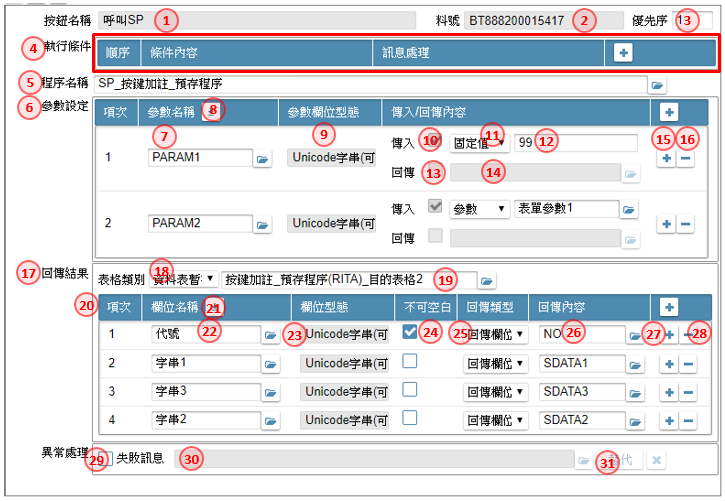 按鈕名稱 呼叫SP 1 料號 BT888200015417 2 優先序 1 3
4 執行條件 順序 條件內容 訊息處理
5 程序名稱 SP_按鍵加註_預存程序
6 參數設定 項次 參數名稱 8 參數欄位型態 傳入/回傳內容
7 9 傳入 10 固定值 11 99 12 15 16
1 PARAM1 Unicode字串(可
回傳 13 14
傳入 參數 表單參數1
2 PARAM2 Unicode字串(可
回傳
17 回傳結果 表格類別 18 資料表暫 按鍵加註_預存程序(RITA)_目的表格2 19
20 項次 欄位名稱 21 欄位型態 不可空白 回傳類型 回傳內容
1 代號 22 23 Unicode字串(可 24 25 回傳欄位 NO 26 27 28
2 字串1 Unicode字串(可 回傳欄位 SDATA1
3 字串3 Unicode字串(可 回傳欄位 SDATA3
4 字串2 Unicode字串(可 回傳欄位 SDATA2
異常處理 29 失敗訊息 30 31 代